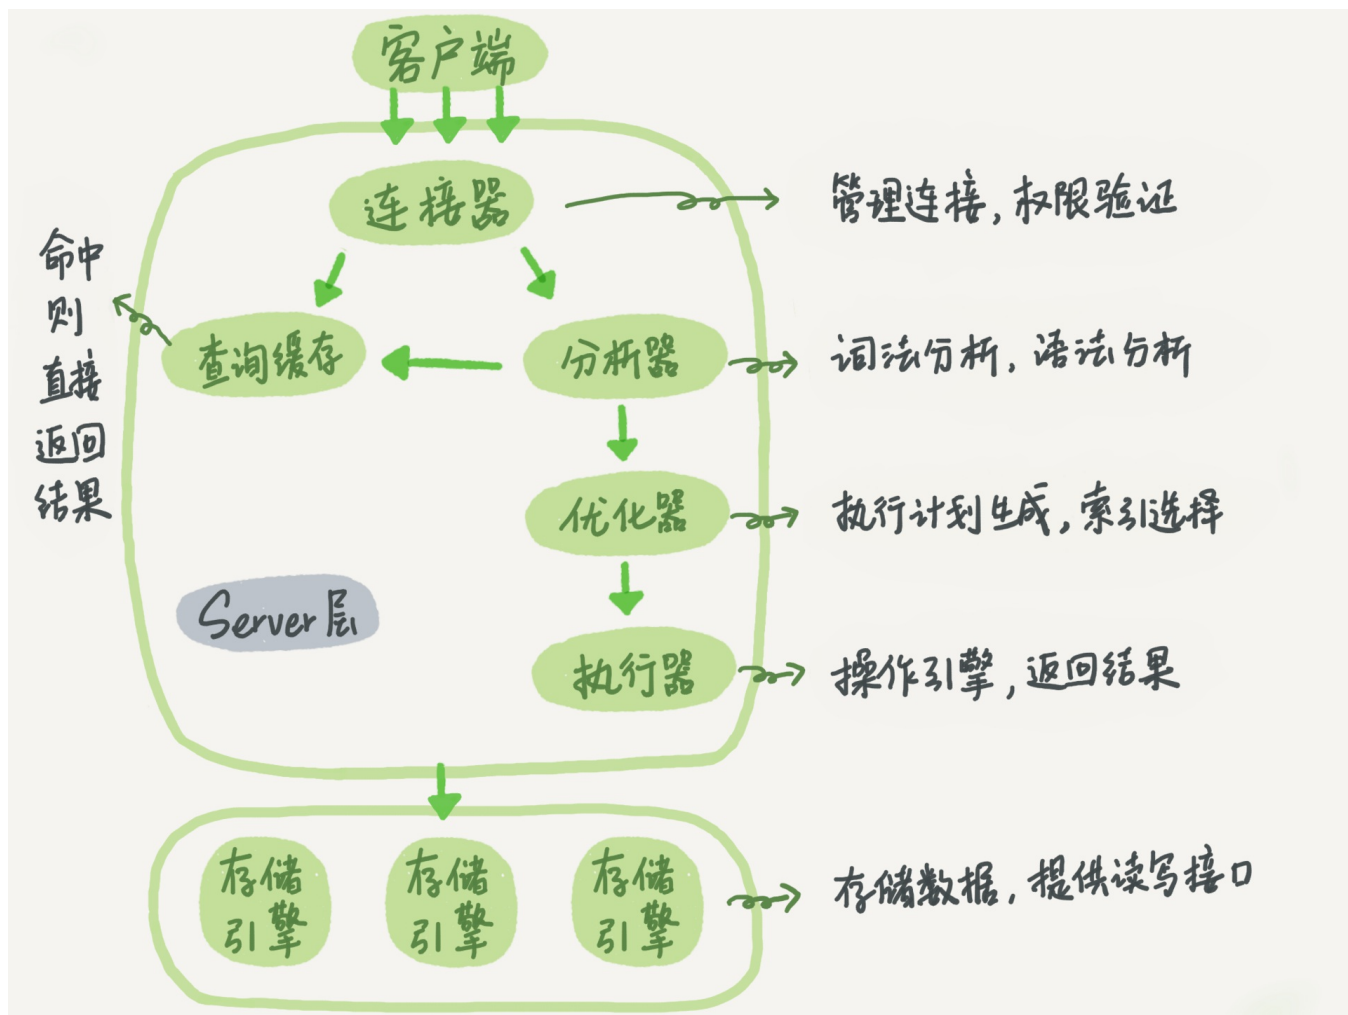 客户端
连接器
管理连接,权限验证
命中
则
直接
返回
结果
查询缓存
分析器
词法分析,语法分析
优化器
执行计划生成,索引选择
Server层
执行器
操作引擎,返回结果
存储
引擎
存储
引擎
存储
引擎
存储数据,提供读写接口